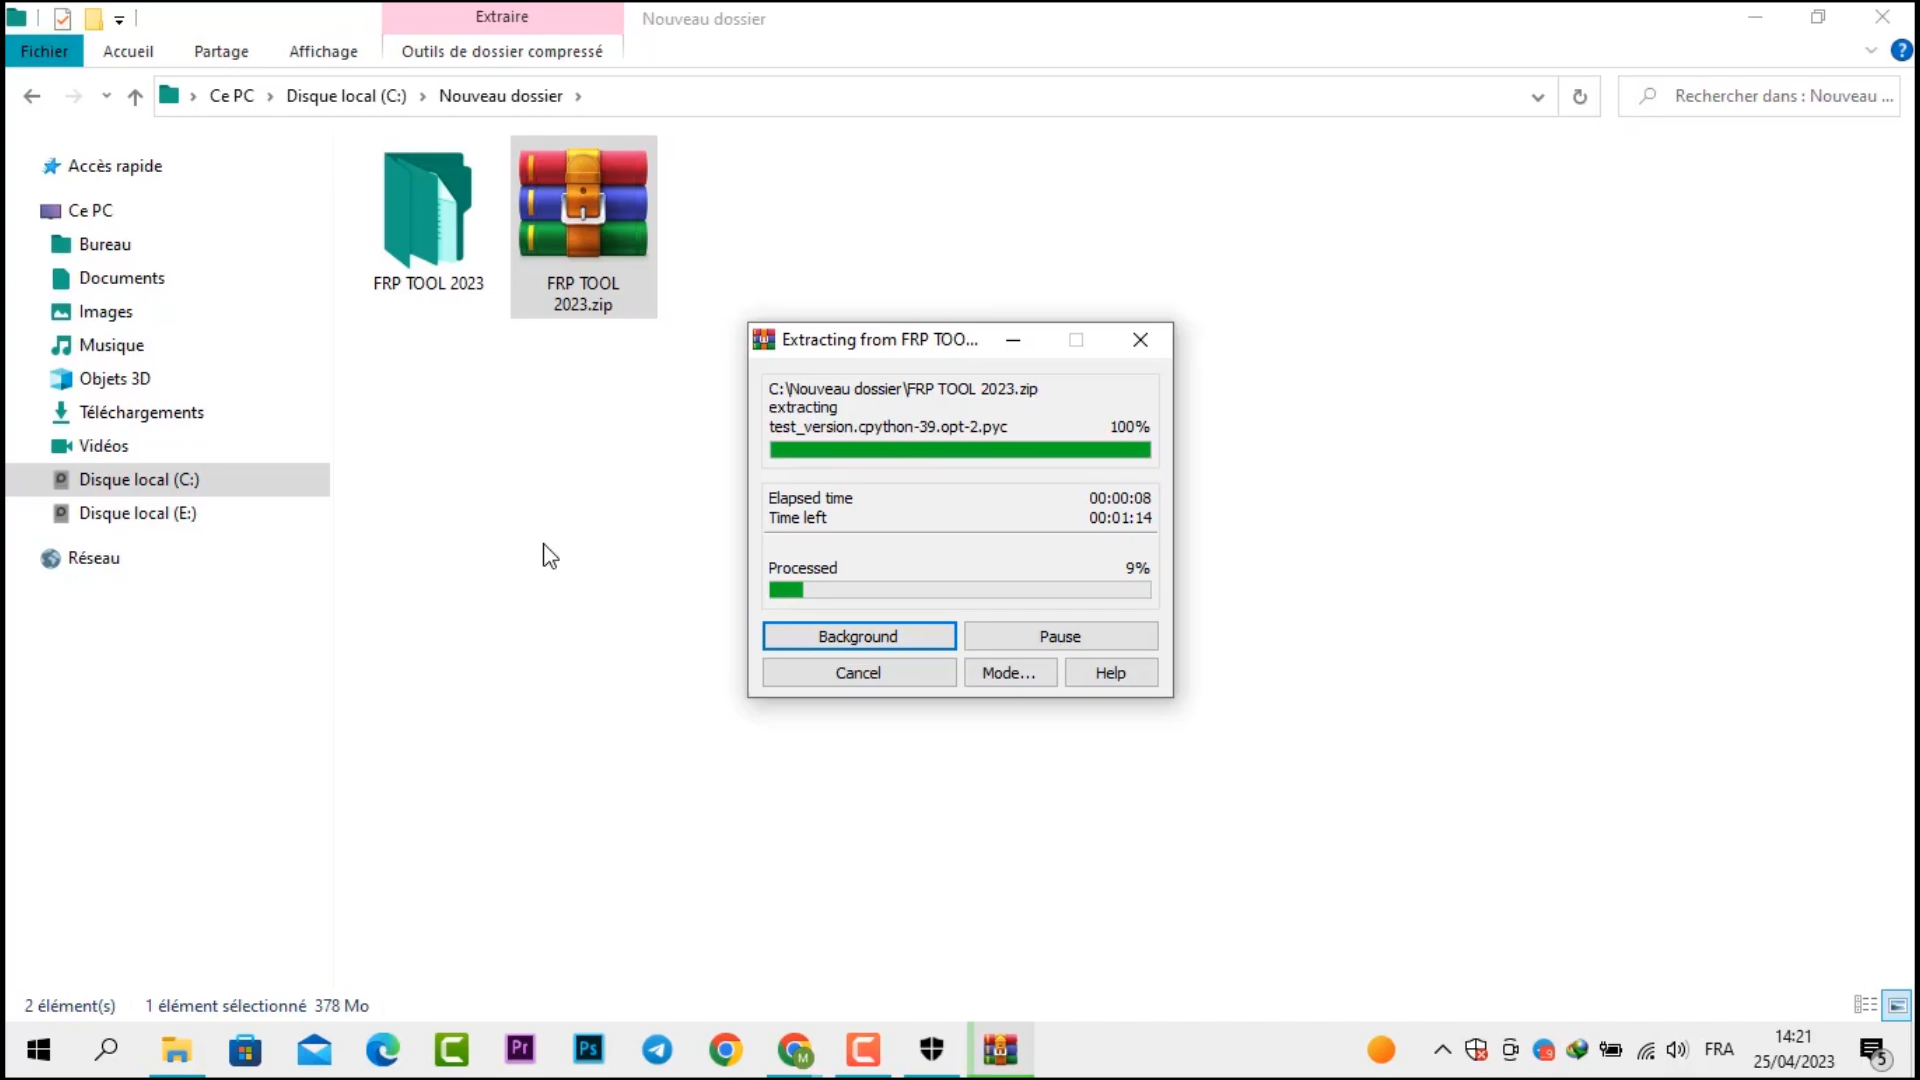 Extraire
Nouveau dossier
Fichier
Accueil
Partage
Affichage
Outils de dossier compressé
Ce PC
Disque local (C:)
Nouveau dossier
Rechercher dans : Nouveau ...
Accès rapide
Ce PC
Bureau
Documents
Images
Musique
Objets 3D
Téléchargements
Vidéos
Disque local (C:)
Disque local (E:)
Réseau
FRP TOOL 2023
FRP TOOL
2023.zip
Extracting from FRP TOO...
C:\Nouveau dossier\FRP TOOL 2023.zip
extracting
test_version.cpython-39.opt-2.pyc 100%
Elapsed time 00:00:08
Time left 00:01:14
Processed 9%
Background
Pause
Cancel
Mode...
Help
2 élément(s) 1 élément sélectionné 378 Mo
Pr
Ps
M
FRA
14:21
25/04/2023
5